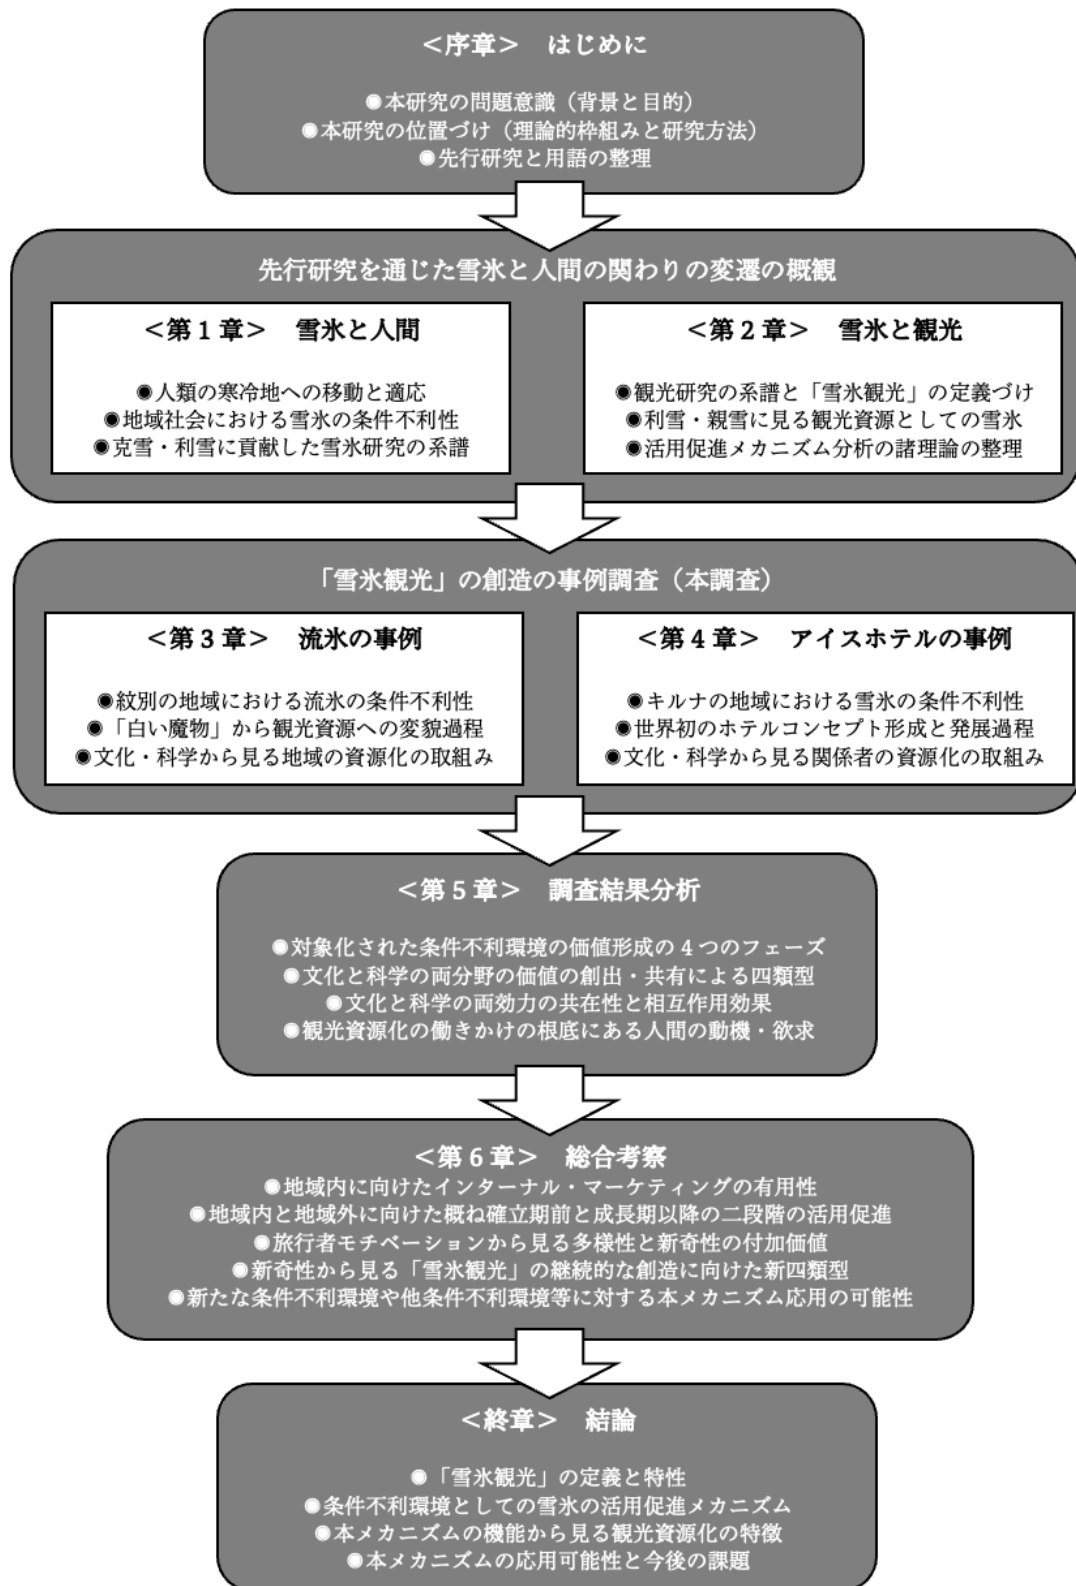 ＜序章＞　はじめに
◉本研究の問題意識（背景と目的）
◉本研究の位置づけ（理論的枠組みと研究方法）
◉先行研究と用語の整理
先行研究を通じた雪氷と人間の関わりの変遷の概観
＜第1章＞　雪氷と人間
◉人類の寒冷地への移動と適応
◉地域社会における雪氷の条件不利性
◉克雪・利雪に貢献した雪氷研究の系譜
＜第2章＞　雪氷と観光
◉観光研究の系譜と「雪氷観光」の定義づけ
◉利雪・親雪に見る観光資源としての雪氷
◉活用促進メカニズム分析の諸理論の整理
「雪氷観光」の創造の事例調査（本調査）
＜第3章＞　流氷の事例
◉紋別の地域における流氷の条件不利性
◉「白い魔物」から観光資源への変貌過程
◉文化・科学から見る地域の資源化の取組み
＜第4章＞　アイスホテルの事例
◉キルナの地域における雪氷の条件不利性
◉世界初のホテルコンセプト形成と発展過程
◉文化・科学から見る関係者の資源化の取組み
＜第5章＞　調査結果分析
◉対象化された条件不利環境の価値形成の4つのフェーズ
◉文化と科学の両分野の価値の創出・共有による四類型
◉文化と科学の両効力の共在性と相互作用効果
◉観光資源化の働きかけの根底にある人間の動機・欲求
＜第6章＞　総合考察
◉地域内に向けたインターナル・マーケティングの有用性
◉地域内と地域外に向けた概ね確立期前と成長期以降の二段階の活用促進
◉旅行者モチベーションから見る多様性と新奇性の付加価値
◉新奇性から見る「雪氷観光」の継続的な創造に向けた新四類型
◉新たな条件不利環境や他条件不利環境等に対する本メカニズム応用の可能性
＜終章＞　結論
◉「雪氷観光」の定義と特性
◉条件不利環境としての雪氷の活用促進メカニズム
◉本メカニズムの機能から見る観光資源化の特徴
◉本メカニズムの応用可能性と今後の課題